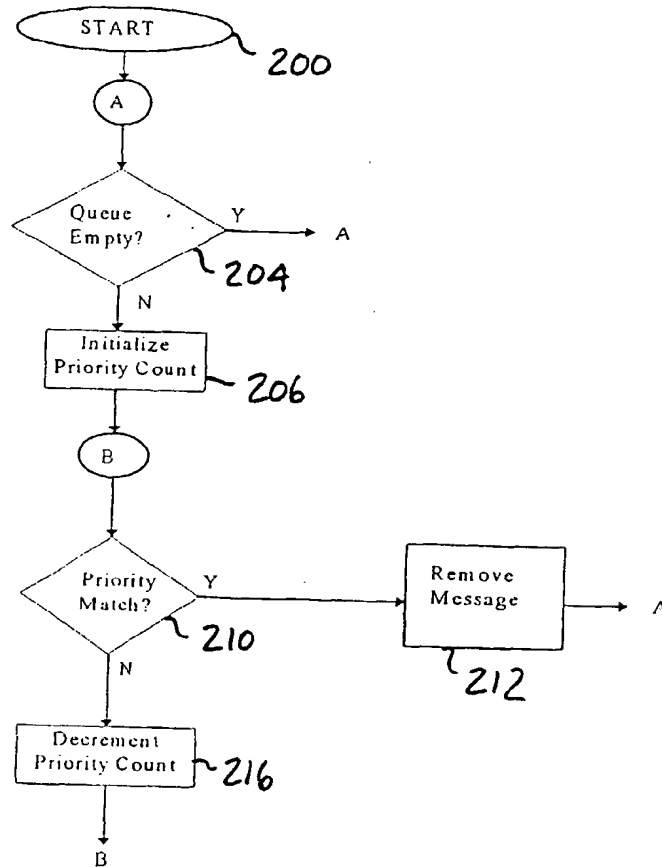 START
200
A
Queue
Empty?
Y
A
204
N
Initialize
Priority Count
206
B
Priority
Match?
Y
210
Remove
Message
A
212
N
Decrement
Priority Count
216
B